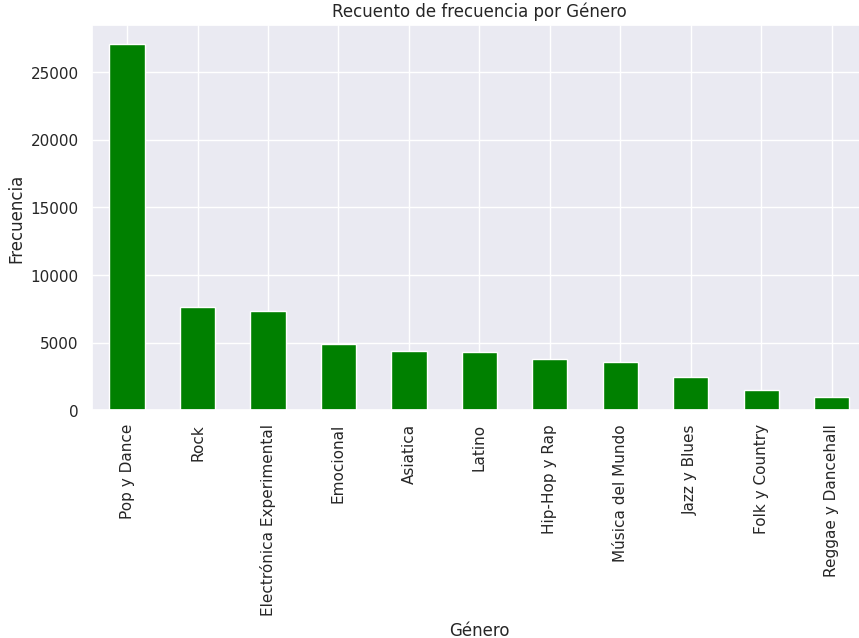 Recuento de frecuencia por Género
Frecuencia
25000
20000
15000
10000
5000
0
Pop y Dance
Rock
Electrónica Experimental
Emocional
Asiatica
Latino
Hip-Hop y Rap
Música del Mundo
Jazz y Blues
Folk y Country
Reggae y Dancehall
Género